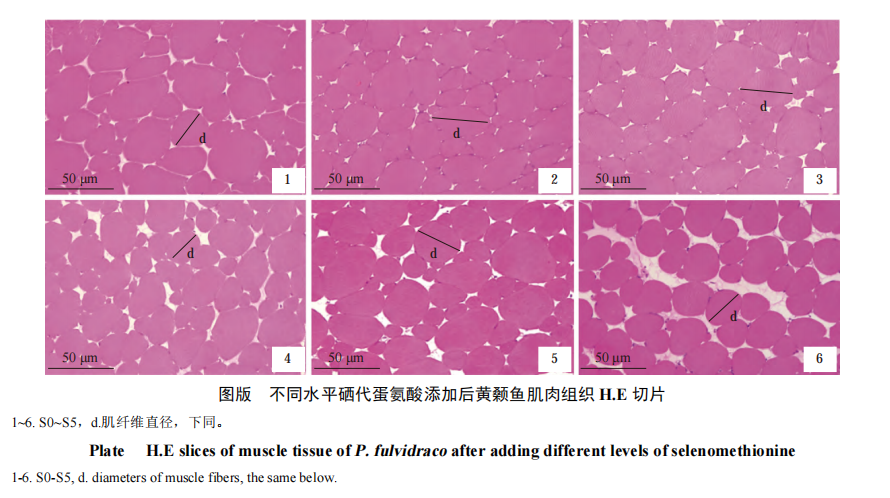 d
50 μm
1
d
50 μm
2
d
50 μm
3
d
50 μm
4
d
50 μm
5
d
50 μm
6
图版 不同水平硒代蛋氨酸添加后黄颡鱼肌肉组织 H.E 切片
1~6. S0~S5，d.肌纤维直径，下同。
Plate H.E slices of muscle tissue of P. fulvidraco after adding different levels of selenomethionine
1-6. S0-S5, d. diameters of muscle fibers, the same below.